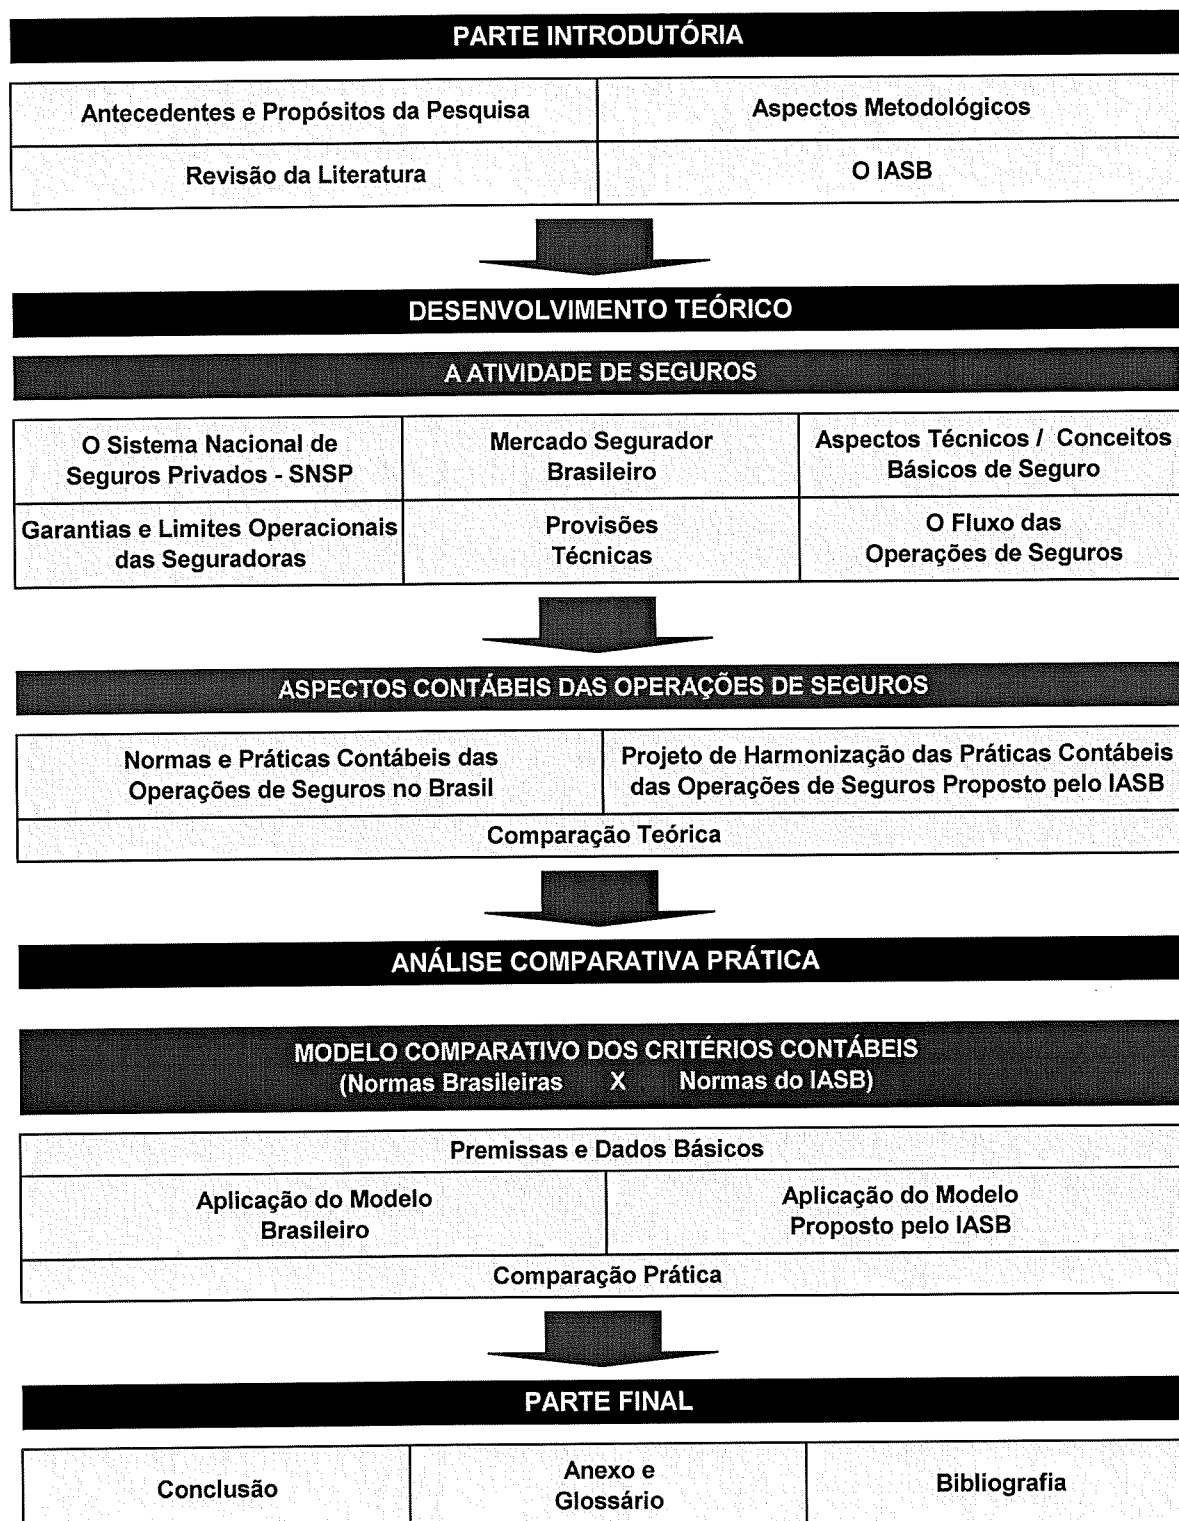 PARTE INTRODUTÓRIA
Antecedentes e Propósitos da Pesquisa
Aspectos Metodológicos
Revisão da Literatura
O IASB
DESENVOLVIMENTO TEÓRICO
A ATIVIDADE DE SEGUROS
O Sistema Nacional de
Seguros Privados - SNSP
Mercado Segurador
Brasileiro
Aspectos Técnicos / Conceitos
Básicos de Seguro
Garantias e Limites Operacionais
das Seguradoras
Provisões
Técnicas
O Fluxo das
Operações de Seguros
ASPECTOS CONTÁBEIS DAS OPERAÇÕES DE SEGUROS
Normas e Práticas Contábeis das
Operações de Seguros no Brasil
Projeto de Harmonização das Práticas Contábeis
das Operações de Seguros Proposto pelo IASB
Comparação Teórica
ANÁLISE COMPARATIVA PRÁTICA
MODELO COMPARATIVO DOS CRITÉRIOS CONTÁBEIS
(Normas Brasileiras X Normas do IASB)
Premissas e Dados Básicos
Aplicação do Modelo
Brasileiro
Aplicação do Modelo
Proposto pelo IASB
Comparação Prática
PARTE FINAL
Conclusão
Anexo e
Glossário
Bibliografia